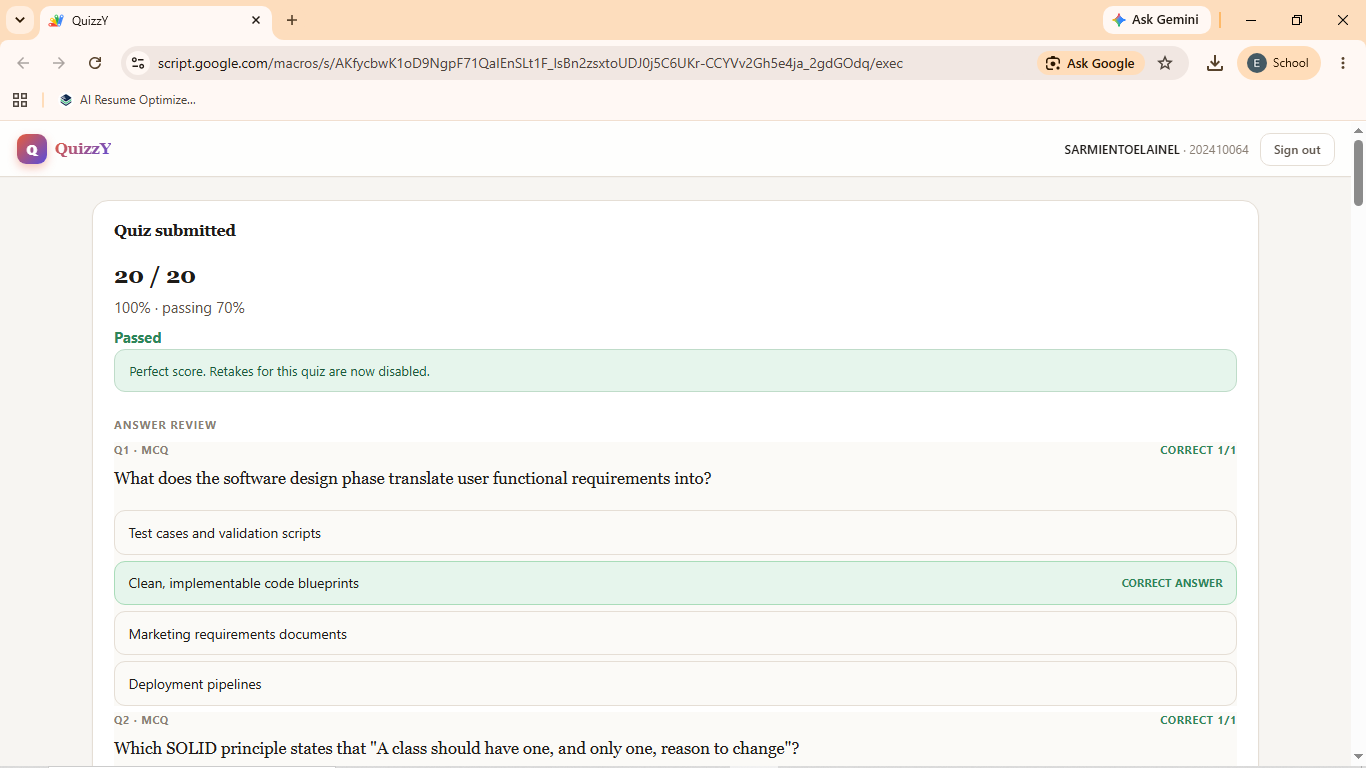 QuizzY
Ask Gemini
script.google.com/macros/s/AKfycbwK1oD9NgpF71QaIEnSLt1F_lsBn2zsxtoUDJ0j5C6UKr-CCYVv2Gh5e4ja_2gdGOdq/exec
Ask Google
E School
AI Resume Optimize...
Q QuizzY
SARMIENTOELAINEL · 202410064
Sign out
Quiz submitted
20 / 20
100% · passing 70%
Passed
Perfect score. Retakes for this quiz are now disabled.
ANSWER REVIEW
Q1 · MCQ
CORRECT 1/1
What does the software design phase translate user functional requirements into?
Test cases and validation scripts
Clean, implementable code blueprints
CORRECT ANSWER
Marketing requirements documents
Deployment pipelines
Q2 · MCQ
CORRECT 1/1
Which SOLID principle states that "A class should have one, and only one, reason to change"?